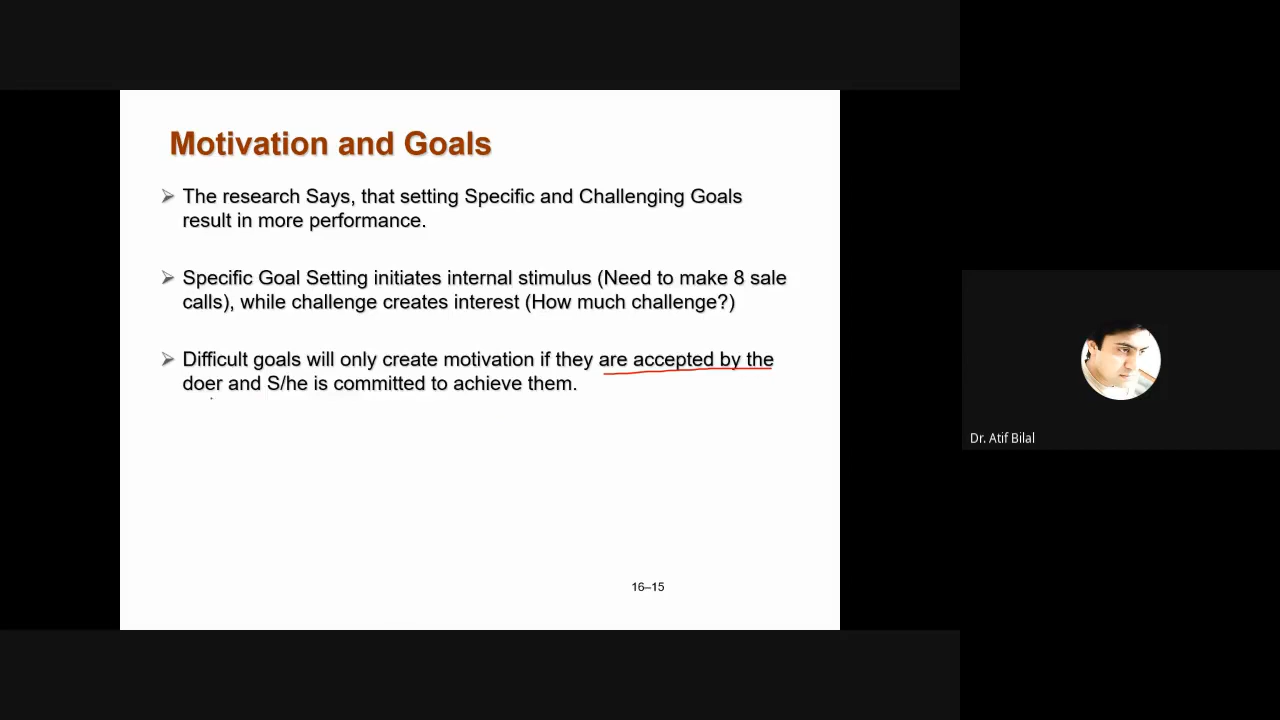 Motivation and Goals
The research Says, that setting Specific and Challenging Goals
result in more performance.
Specific Goal Setting initiates internal stimulus (Need to make 8 sale
calls), while challenge creates interest (How much challenge?)
Difficult goals will only create motivation if they are accepted by the
doer and S/he is committed to achieve them.
16–15
Dr. Atif Bilal